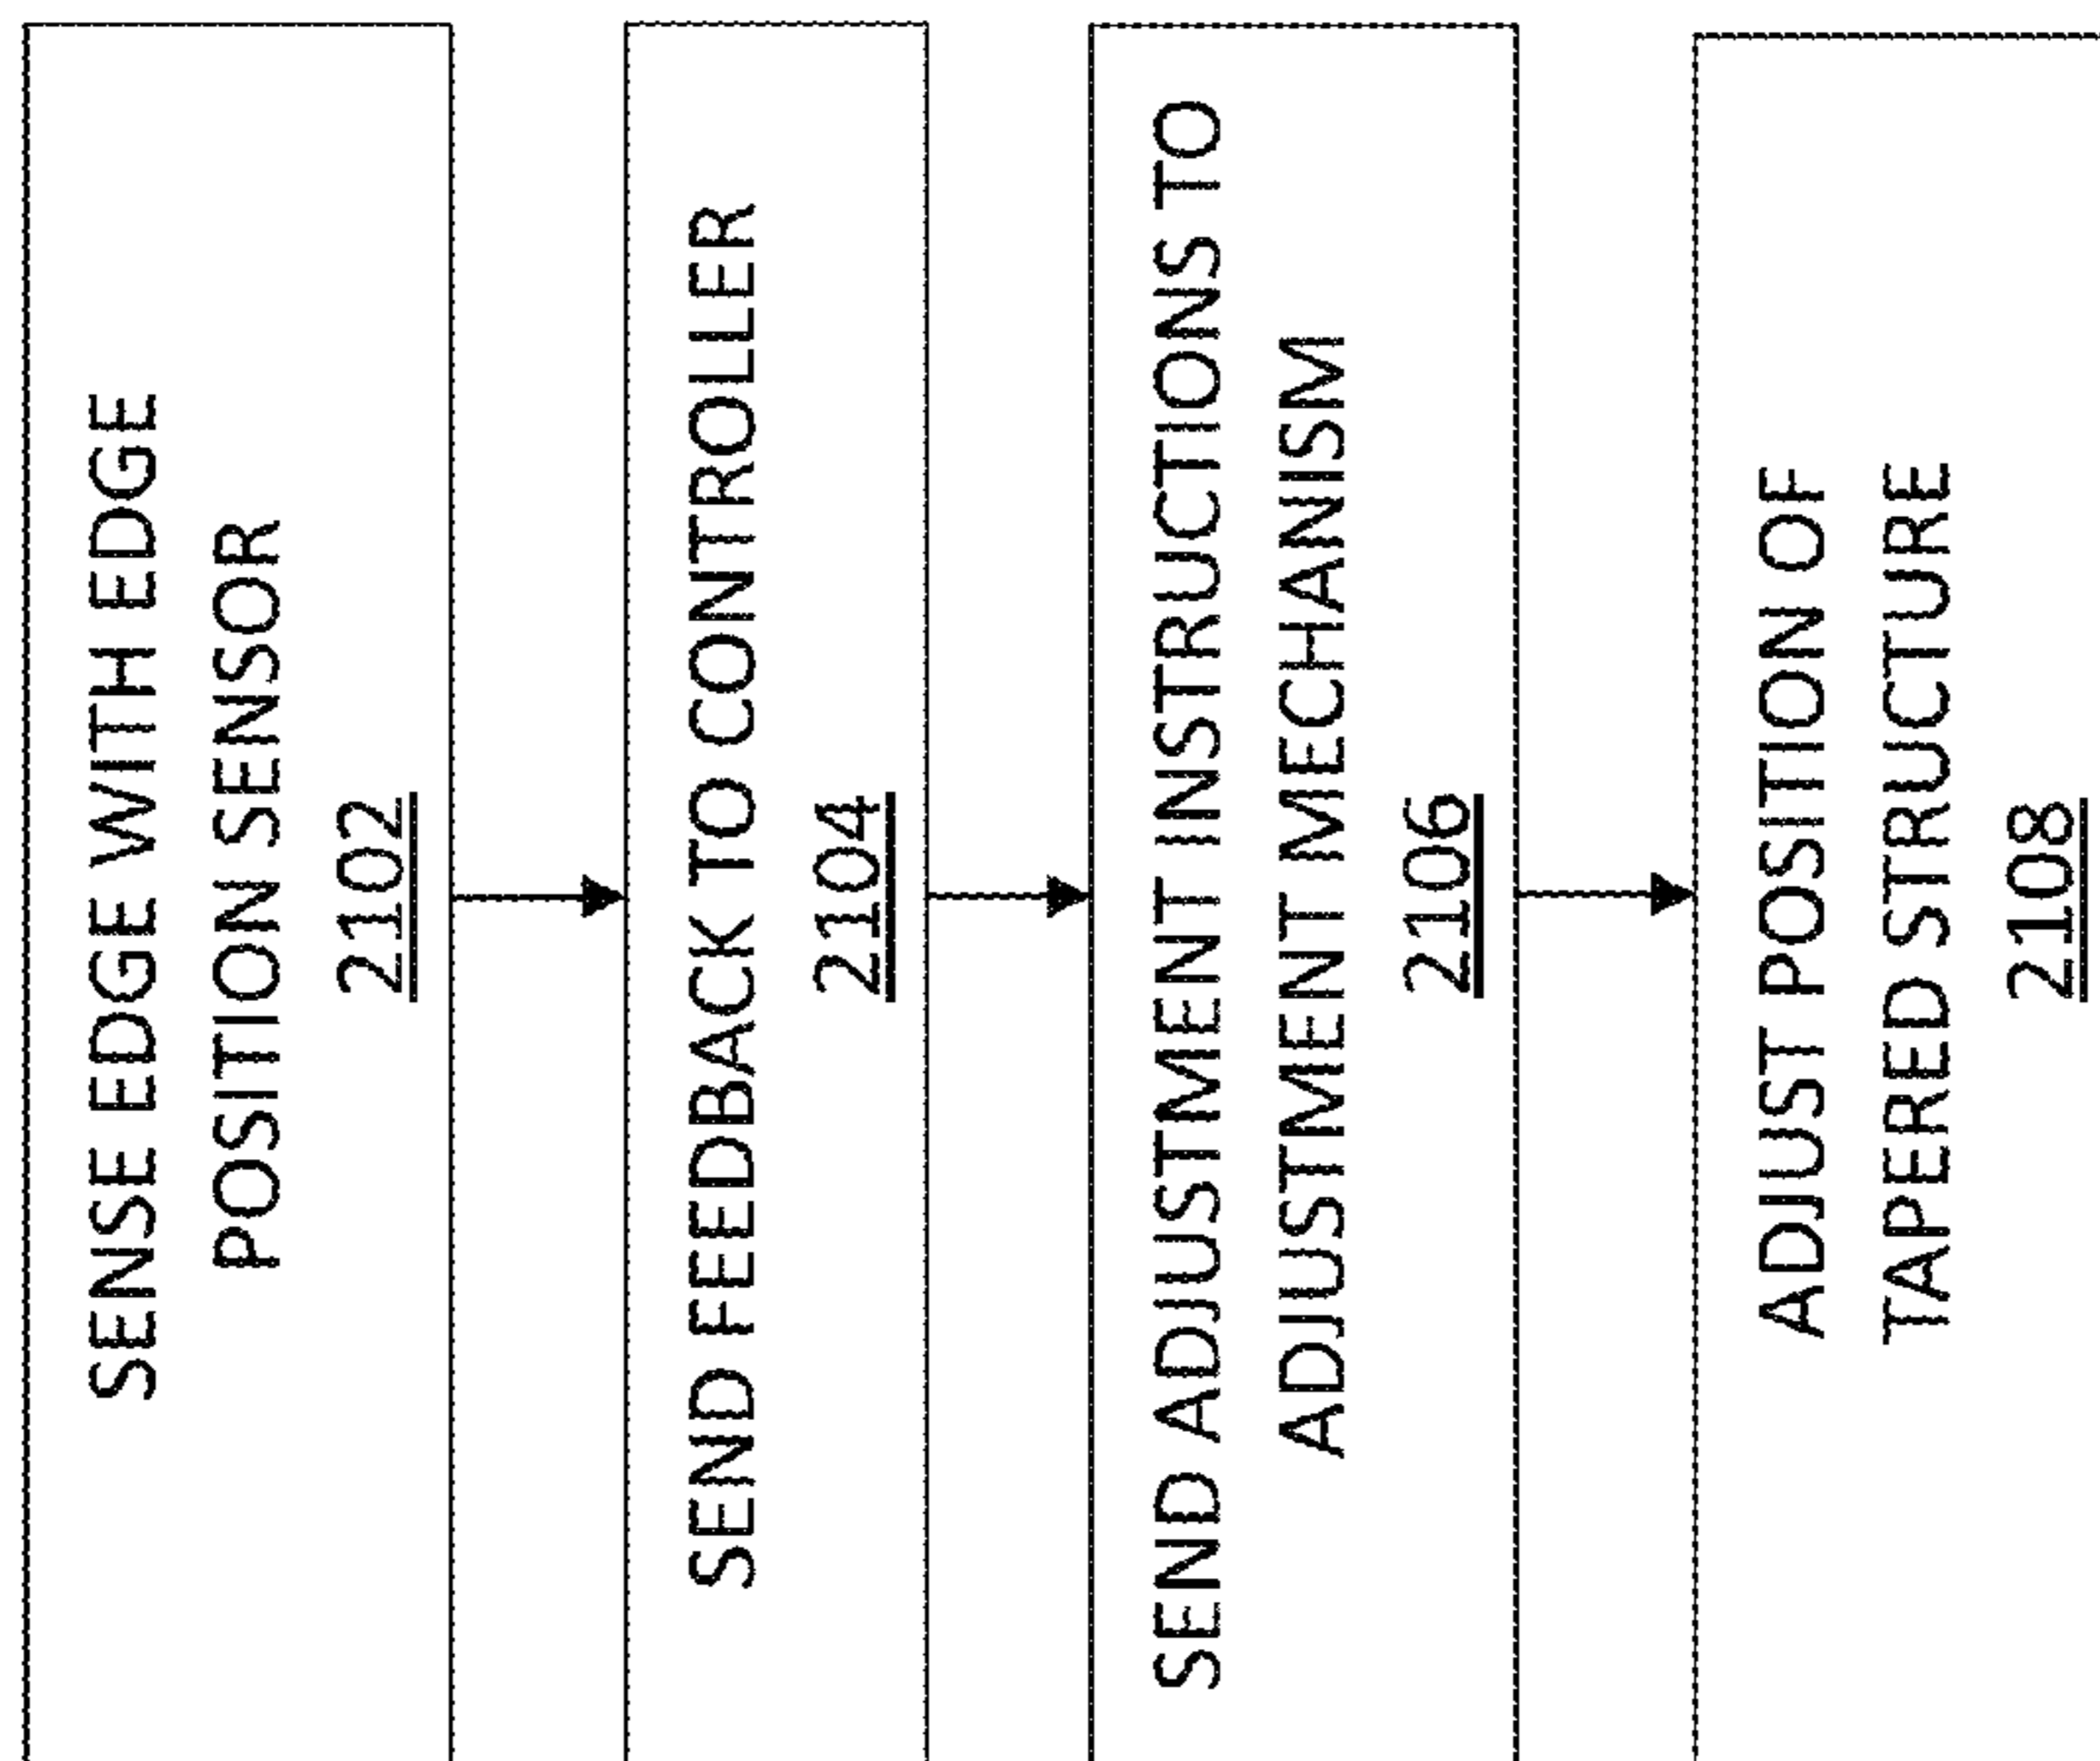 SENSE EDGE WITH EDGE
POSITION SENSOR
2102
SEND FEEDBACK TO CONTROLLER
2104
SEND ADJUSTMENT INSTRUCTIONS TO
ADJUSTMENT MECHANISM
2106
ADJUST POSITION OF
TAPERED STRUCTURE
2108